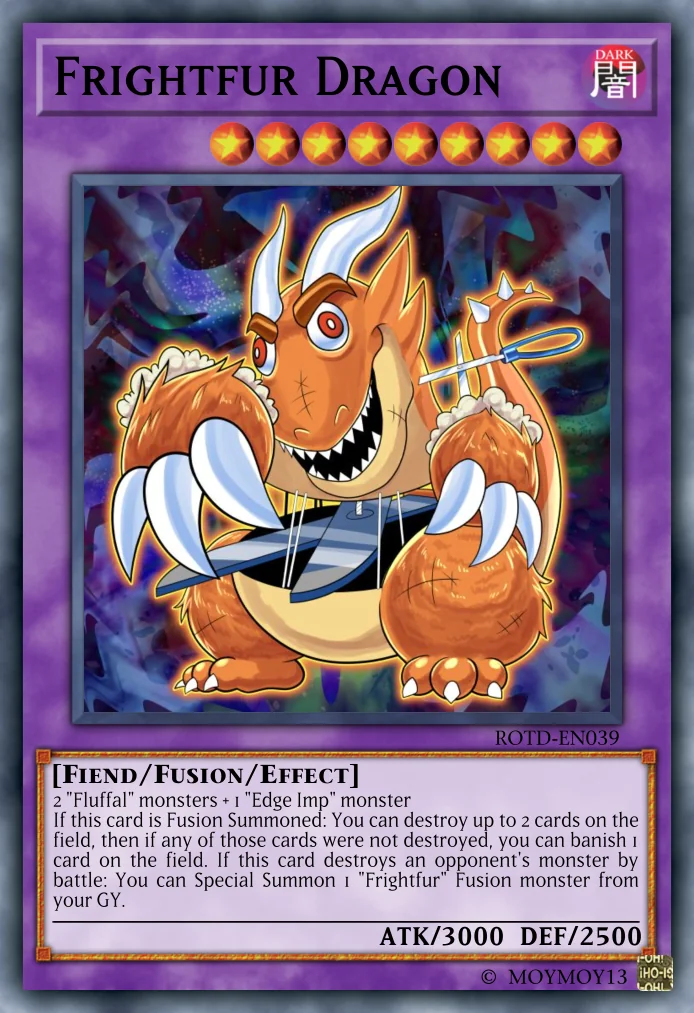 Frightfur Dragon
DARK
闇
ROTD-EN039
[Fiend/Fusion/Effect]
2 "Fluffal" monsters + 1 "Edge Imp" monster
If this card is Fusion Summoned: You can destroy up to 2 cards on the
field, then if any of those cards were not destroyed, you can banish 1
card on the field. If this card destroys an opponent's monster by
battle: You can Special Summon 1 "Frightfur" Fusion monster from
your GY.
ATK/3000 DEF/2500
© MOYMOY13